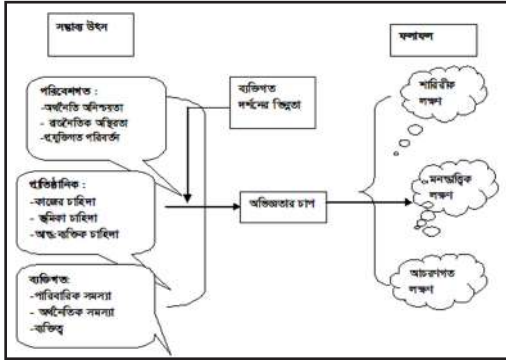 সম্ভাব্য উৎস
ফলাফল
পরিবেশগত :
-অর্থনৈতি অনিশ্চয়তা
- রাজনৈতিক অস্থিরতা
-প্রযুক্তিগত পরিবর্তন
ব্যক্তিগত
দর্শনের ভিন্নতা
শারিরীক
লক্ষণ
প্রাতিষ্ঠানিক :
-কাজের চাহিদা
- ভূমিকা চাহিদা
-আন্ত:ব্যক্তিক চাহিদা
অভিজ্ঞতার চাপ
মনস্তাত্ত্বিক
লক্ষণ
ব্যক্তিগত:
-পারিবারিক সমস্যা
- অর্থনৈতিক সমস্যা
-ব্যক্তিত্ব
আচরণগত
লক্ষণ